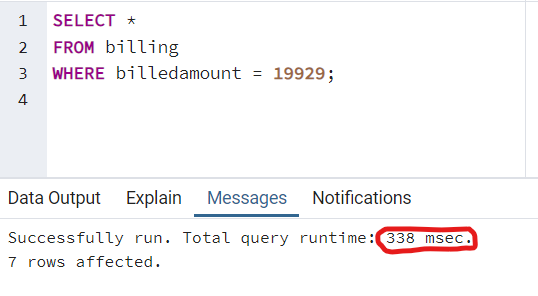 1 SELECT *
2 FROM billing
3 WHERE billedamount = 19929;
4
Data Output Explain Messages Notifications
Successfully run. Total query runtime: 338 msec.
7 rows affected.